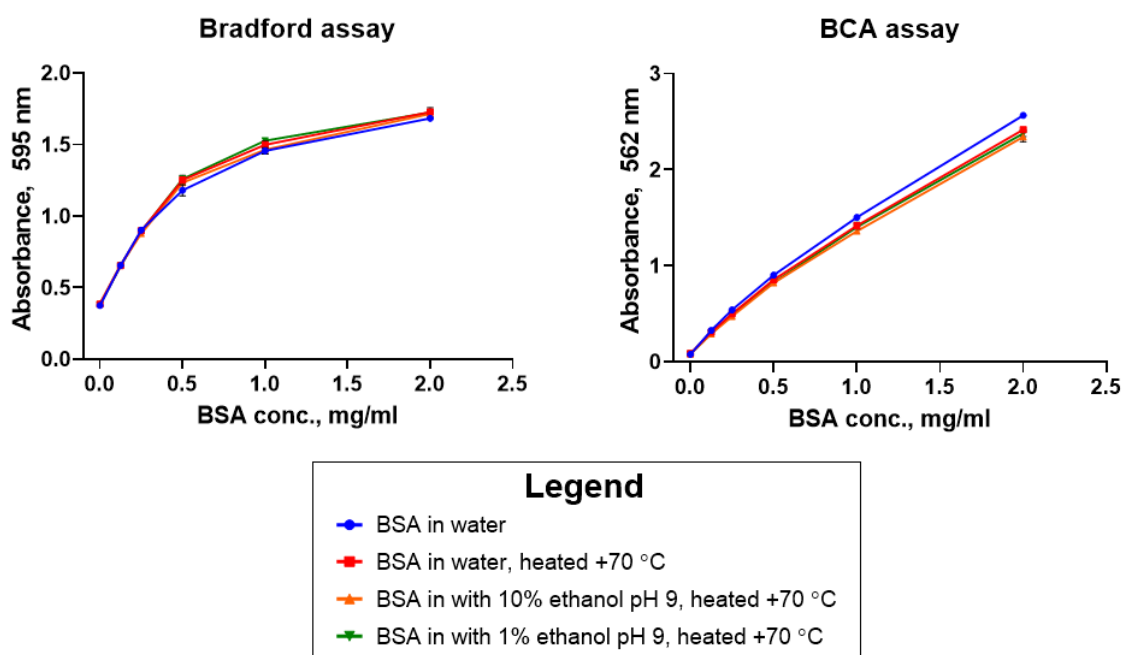 Bradford assay
Absorbance, 595 nm
2.0
1.5
1.0
0.5
0.0
0.0 0.5 1.0 1.5 2.0 2.5
BSA conc., mg/ml
BCA assay
Absorbance, 562 nm
3
2
1
0
0.0 0.5 1.0 1.5 2.0 2.5
BSA conc., mg/ml
Legend
BSA in water
BSA in water, heated +70 °C
BSA in with 10% ethanol pH 9, heated +70 °C
BSA in with 1% ethanol pH 9, heated +70 °C